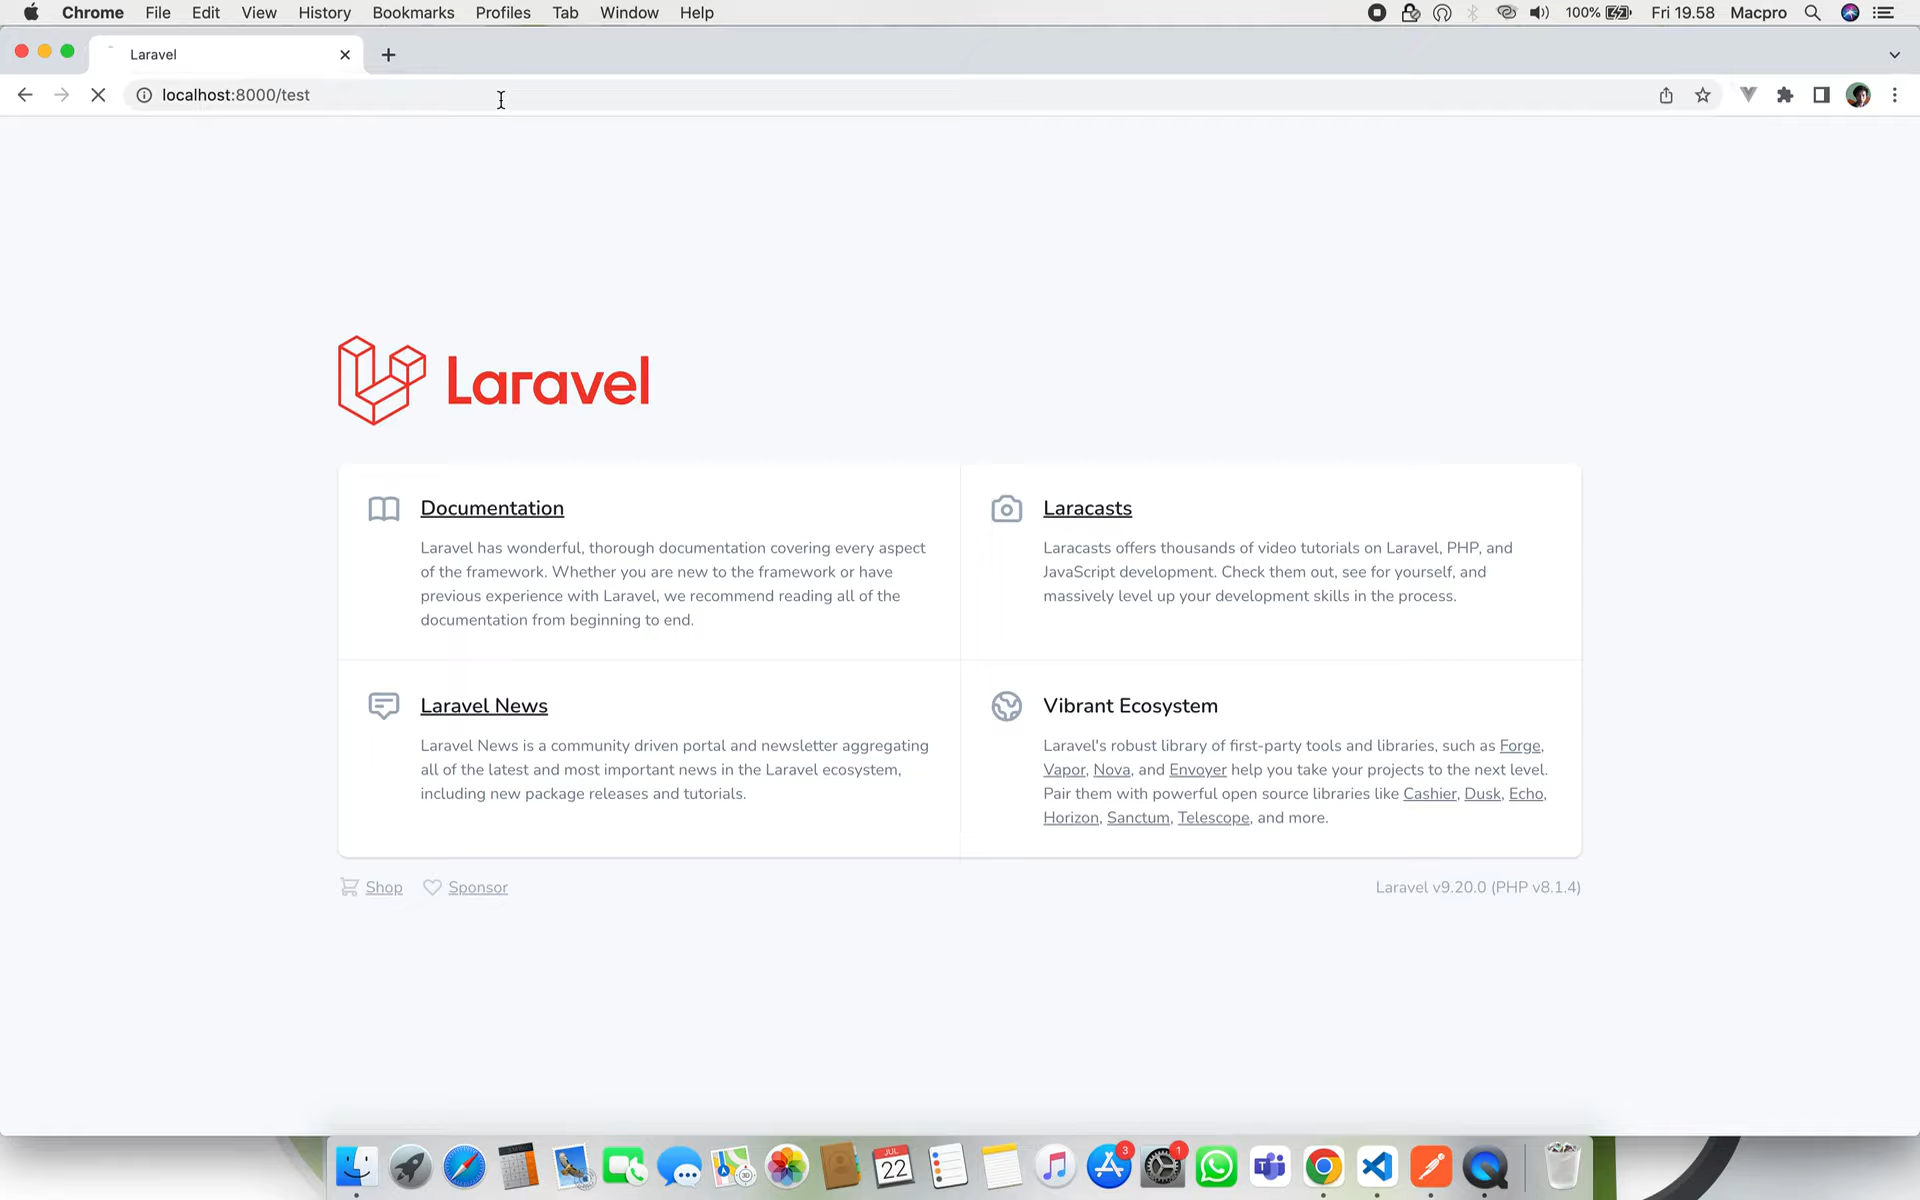 Chrome File Edit View History Bookmarks Profiles Tab Window Help 100% Fri 19.58 Macpro
Laravel
localhost:8000/test
Laravel
Documentation
Laravel has wonderful, thorough documentation covering every aspect
of the framework. Whether you are new to the framework or have
previous experience with Laravel, we recommend reading all of the
documentation from beginning to end.
Laracasts
Laracasts offers thousands of video tutorials on Laravel, PHP, and
JavaScript development. Check them out, see for yourself, and
massively level up your development skills in the process.
Laravel News
Laravel News is a community driven portal and newsletter aggregating
all of the latest and most important news in the Laravel ecosystem,
including new package releases and tutorials.
Vibrant Ecosystem
Laravel's robust library of first-party tools and libraries, such as Forge,
Vapor, Nova, and Envoyer help you take your projects to the next level.
Pair them with powerful open source libraries like Cashier, Dusk, Echo,
Horizon, Sanctum, Telescope, and more.
Shop Sponsor
Laravel v9.20.0 (PHP v8.1.4)
JUL
22
3
1